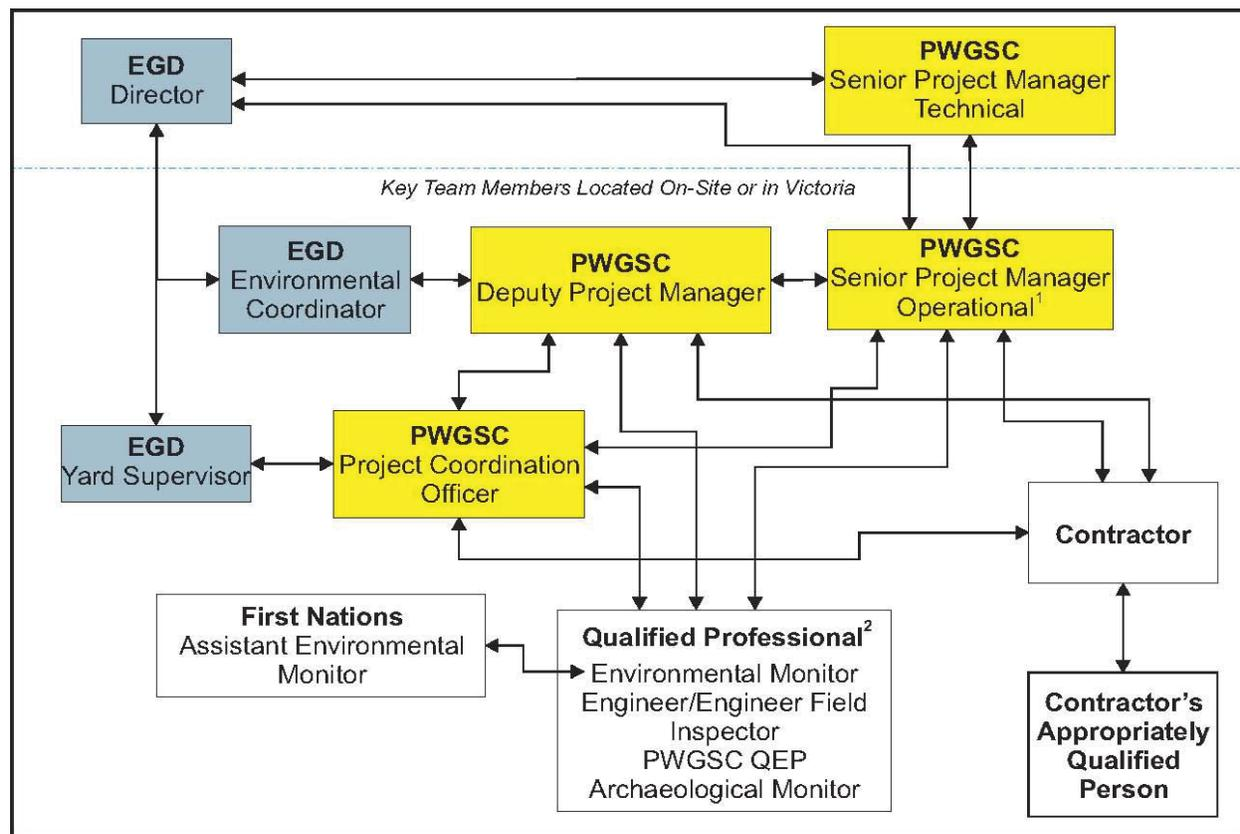 EGD
Director
PWGSC
Senior Project Manager
Technical
Key Team Members Located On-Site or in Victoria
EGD
Environmental
Coordinator
PWGSC
Deputy Project Manager
PWGSC
Senior Project Manager
Operational¹
EGD
Yard Supervisor
PWGSC
Project Coordination
Officer
Contractor
First Nations
Assistant Environmental
Monitor
Qualified Professional²
Environmental Monitor
Engineer/Engineer Field
Inspector
PWGSC QEP
Archaeological Monitor
Contractor’s
Appropriately
Qualified
Person